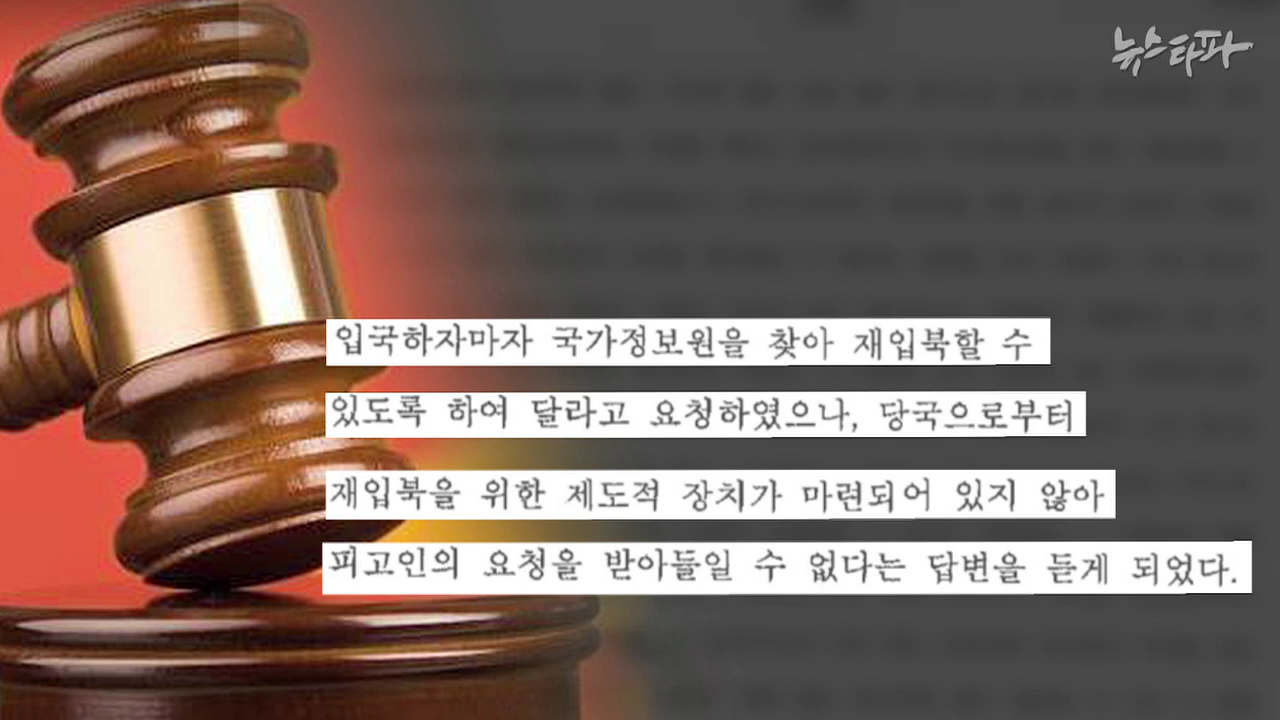 뉴스타파
입국하자마자 국가정보원을 찾아 재입북할 수
있도록 하여 달라고 요청하였으나, 당국으로부터
재입북을 위한 제도적 장치가 마련되어 있지 않아
피고인의 요청을 받아들일 수 없다는 답변을 듣게 되었다.